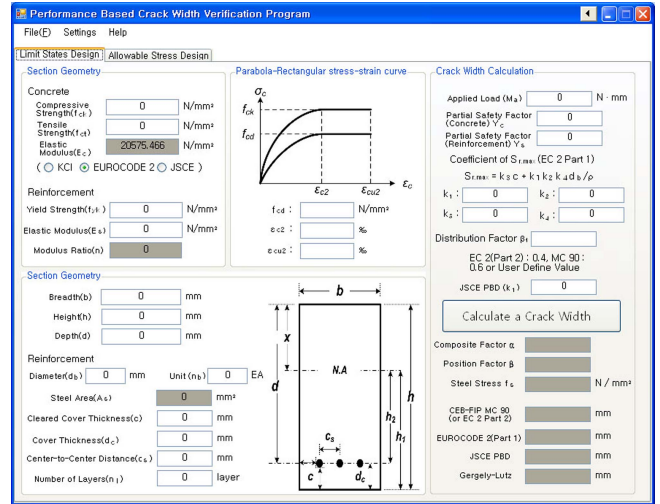 Performance Based Crack Width Verification Program
File(F) Settings Help
Limit States Design Allowable Stress Design
Section Geometry
Concrete
Compressive Strength(fck) 0 N/mm²
Tensile Strength(fct) 0 N/mm²
Elastic Modulus(Ec) 20575.466 N/mm²
( KCI EUROCODE 2 JSCE )
Reinforcement
Yield Strength(fyk) 0 N/mm²
Elastic Modulus(Es) 0 N/mm²
Modulus Ratio(n) 0
Parabola-Rectangular stress-strain curve
σc
fck
fcd
εc2 εcu2 εc
fcd : N/mm²
εc2 : ‰
εcu2 : ‰
Section Geometry
Breadth(b) 0 mm
Height(h) 0 mm
Depth(d) 0 mm
Reinforcement
Diameter(db) 0 mm Unit(nb) 0 EA
Steel Area(As) 0 mm²
Cleared Cover Thickness(c) 0 mm
Cover Thickness(dc) 0 mm
Center-to-Center Distance(cs) 0 mm
Number of Layers(nl) 0 layer
b
x
N.A
d
h
h2
h1
cs
c
dc
Crack Width Calculation
Applied Load (Ma) 0 N · mm
Partial Safety Factor (Concrete) Yc
Partial Safety Factor (Reinforcement) Ys
Coefficient of Sr,max (EC 2 Part 1)
Sr,max = k3 c + k1 k2 k4 db /ρ
k1 : 0 k2 : 0
k3 : 0 k4 : 0
Distribution Factor βt
EC 2(Part 2) : 0.4, MC 90 :
0.6 or User Define Value
JSCE PBD (k1) 0
Calculate a Crack Width
Composite Factor α
Position Factor β
Steel Stress fs N / mm²
CEB-FIP MC 90
(or EC 2 Part 2) mm
EUROCODE 2(Part 1) mm
JSCE PBD mm
Gergely-Lutz mm